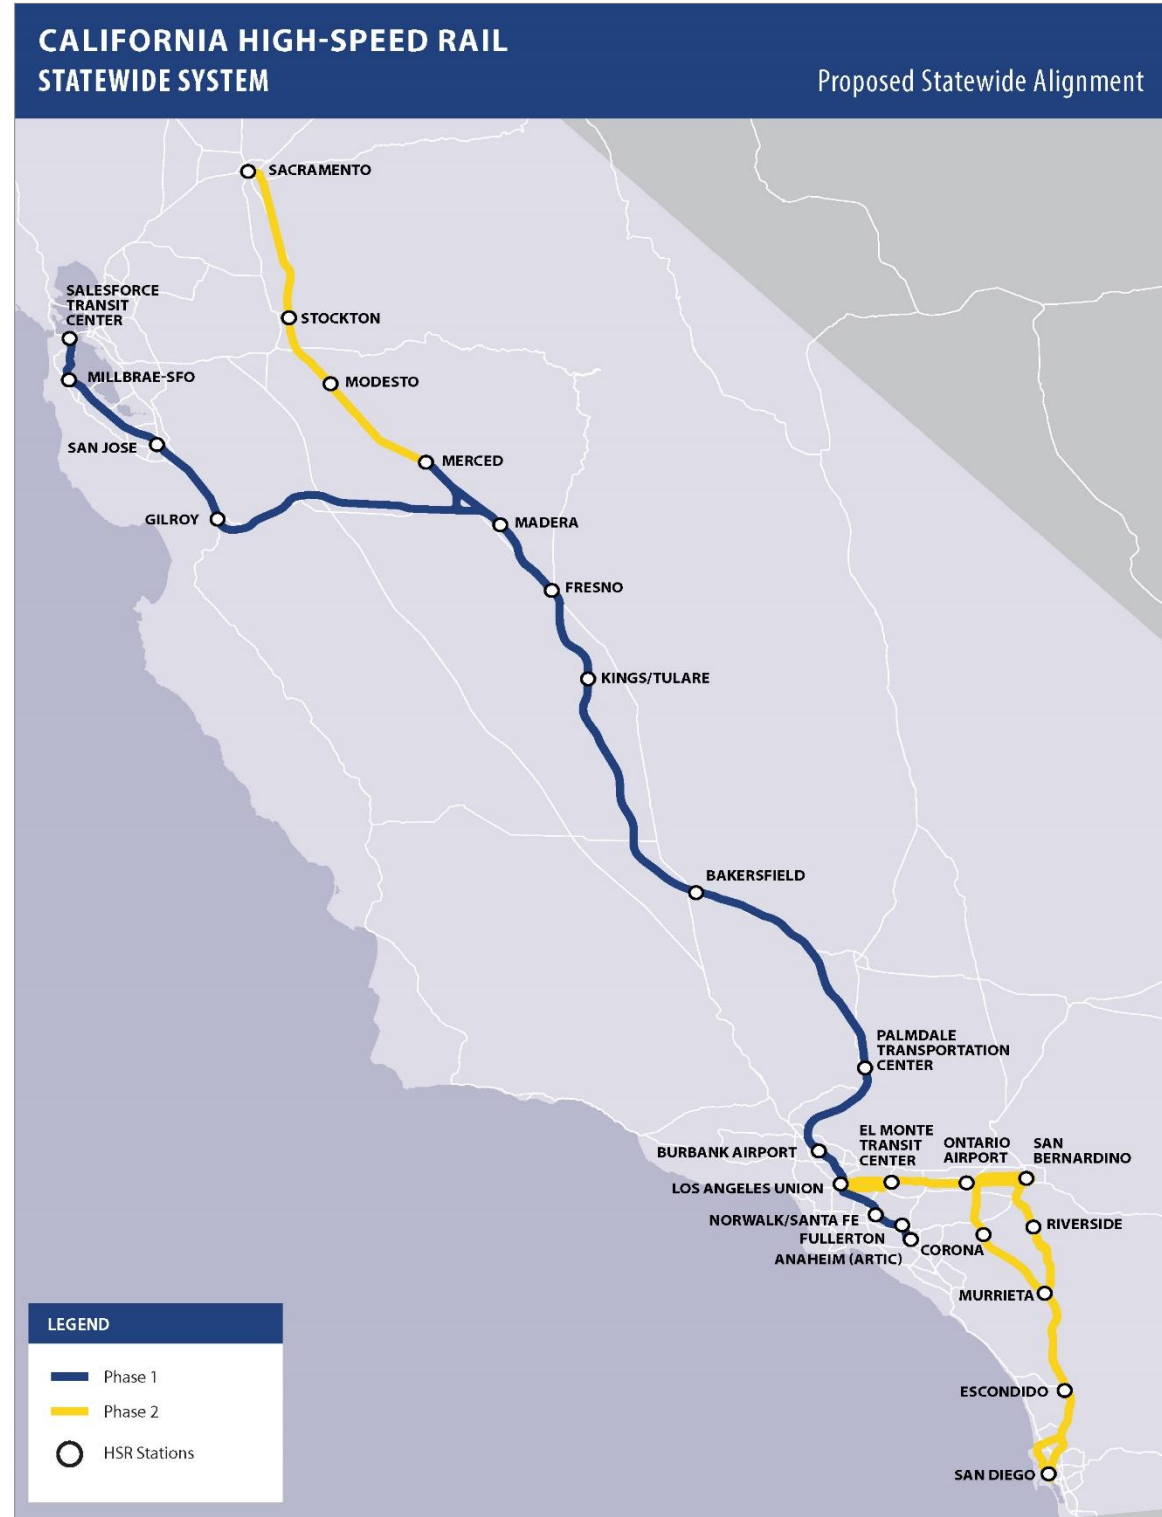 CALIFORNIA HIGH-SPEED RAIL
STATEWIDE SYSTEM
Proposed Statewide Alignment
SACRAMENTO
SALESFORCE
TRANSIT
CENTER
STOCKTON
MILLBRAE-SFO
MODESTO
SAN JOSE
MERCED
GILROY
MADERA
FRESNO
KINGS/TULARE
BAKERSFIELD
PALMDALE
TRANSPORTATION
CENTER
BURBANK AIRPORT
EL MONTE
TRANSIT
CENTER
ONTARIO
AIRPORT
SAN
BERNARDINO
LOS ANGELES UNION
NORWALK/SANTA FE
FULLERTON
ANAHEIM (ARTIC)
CORONA
RIVERSIDE
MURRIETA
ESCONDIDO
SAN DIEGO
LEGEND
Phase 1
Phase 2
HSR Stations